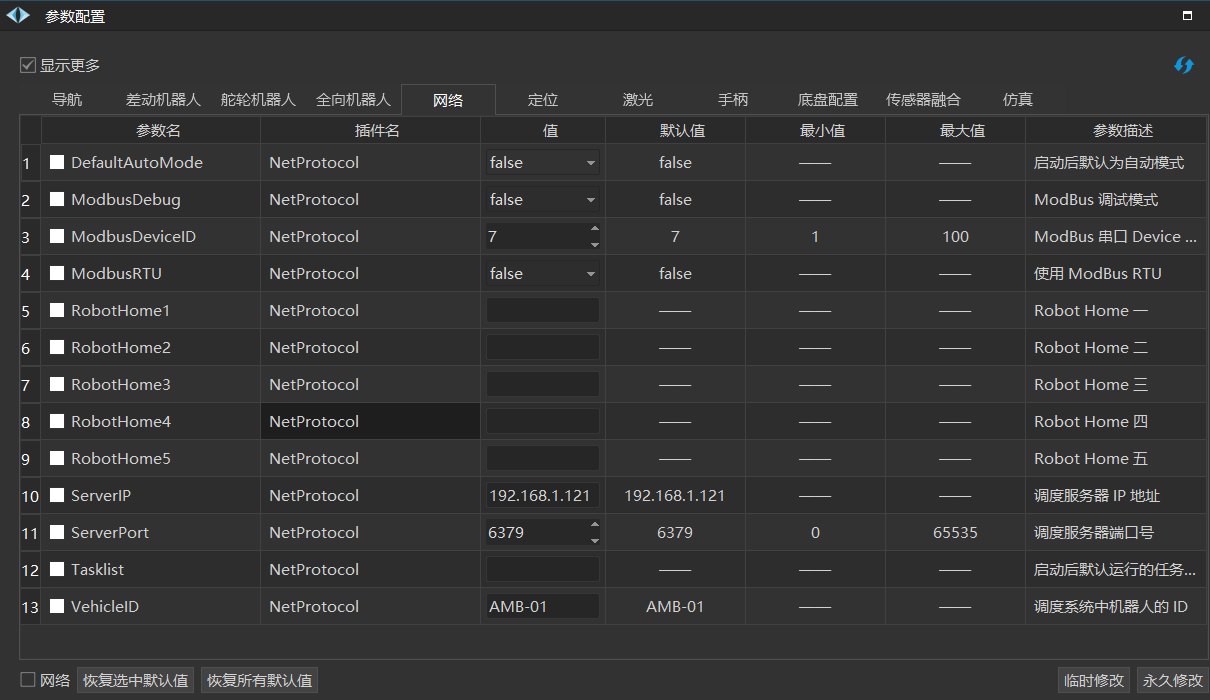 参数配置
显示更多
导航 差动机器人 舵轮机器人 全向机器人 网络 定位 激光 手柄 底盘配置 传感器融合 仿真
参数名 插件名 值 默认值 最小值 最大值 参数描述
1 DefaultAutoMode NetProtocol false false —— —— 启动后默认为自动模式
2 ModbusDebug NetProtocol false false —— —— ModBus 调试模式
3 ModbusDeviceID NetProtocol 7 7 1 100 ModBus 串口 Device ...
4 ModbusRTU NetProtocol false false —— —— 使用 ModBus RTU
5 RobotHome1 NetProtocol —— —— —— Robot Home 一
6 RobotHome2 NetProtocol —— —— —— Robot Home 二
7 RobotHome3 NetProtocol —— —— —— Robot Home 三
8 RobotHome4 NetProtocol —— —— —— Robot Home 四
9 RobotHome5 NetProtocol —— —— —— Robot Home 五
10 ServerIP NetProtocol 192.168.1.121 192.168.1.121 —— —— 调度服务器 IP 地址
11 ServerPort NetProtocol 6379 6379 0 65535 调度服务器端口号
12 Tasklist NetProtocol —— —— —— 启动后默认运行的任务...
13 VehicleID NetProtocol AMB-01 AMB-01 —— —— 调度系统中机器人的 ID
网络 恢复选中默认值 恢复所有默认值 临时修改 永久修改